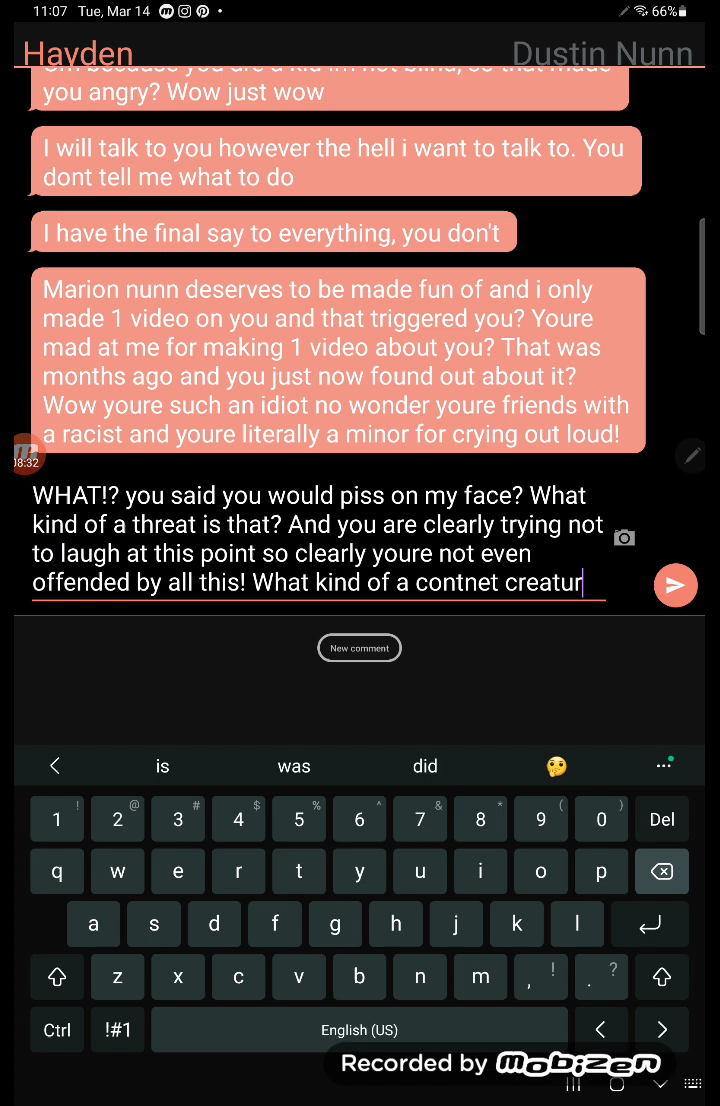 11:07 Tue, Mar 14 66%
Hayden Dustin Nunn
you angry? Wow just wow
I will talk to you however the hell i want to talk to. You
dont tell me what to do
I have the final say to everything, you don't
Marion nunn deserves to be made fun of and i only
made 1 video on you and that triggered you? Youre
mad at me for making 1 video about you? That was
months ago and you just now found out about it?
Wow youre such an idiot no wonder youre friends with
a racist and youre literally a minor for crying out loud!
08:32
WHAT!? you said you would piss on my face? What
kind of a threat is that? And you are clearly trying not
to laugh at this point so clearly youre not even
offended by all this! What kind of a contnet creatur
New comment
is was did
! @ # $ % ^ & * ( )
1 2 3 4 5 6 7 8 9 0 Del
q w e r t y u i o p
a s d f g h j k l
z x c v b n m , ! . ?
Ctrl !#1 English (US)
Recorded by mobizen